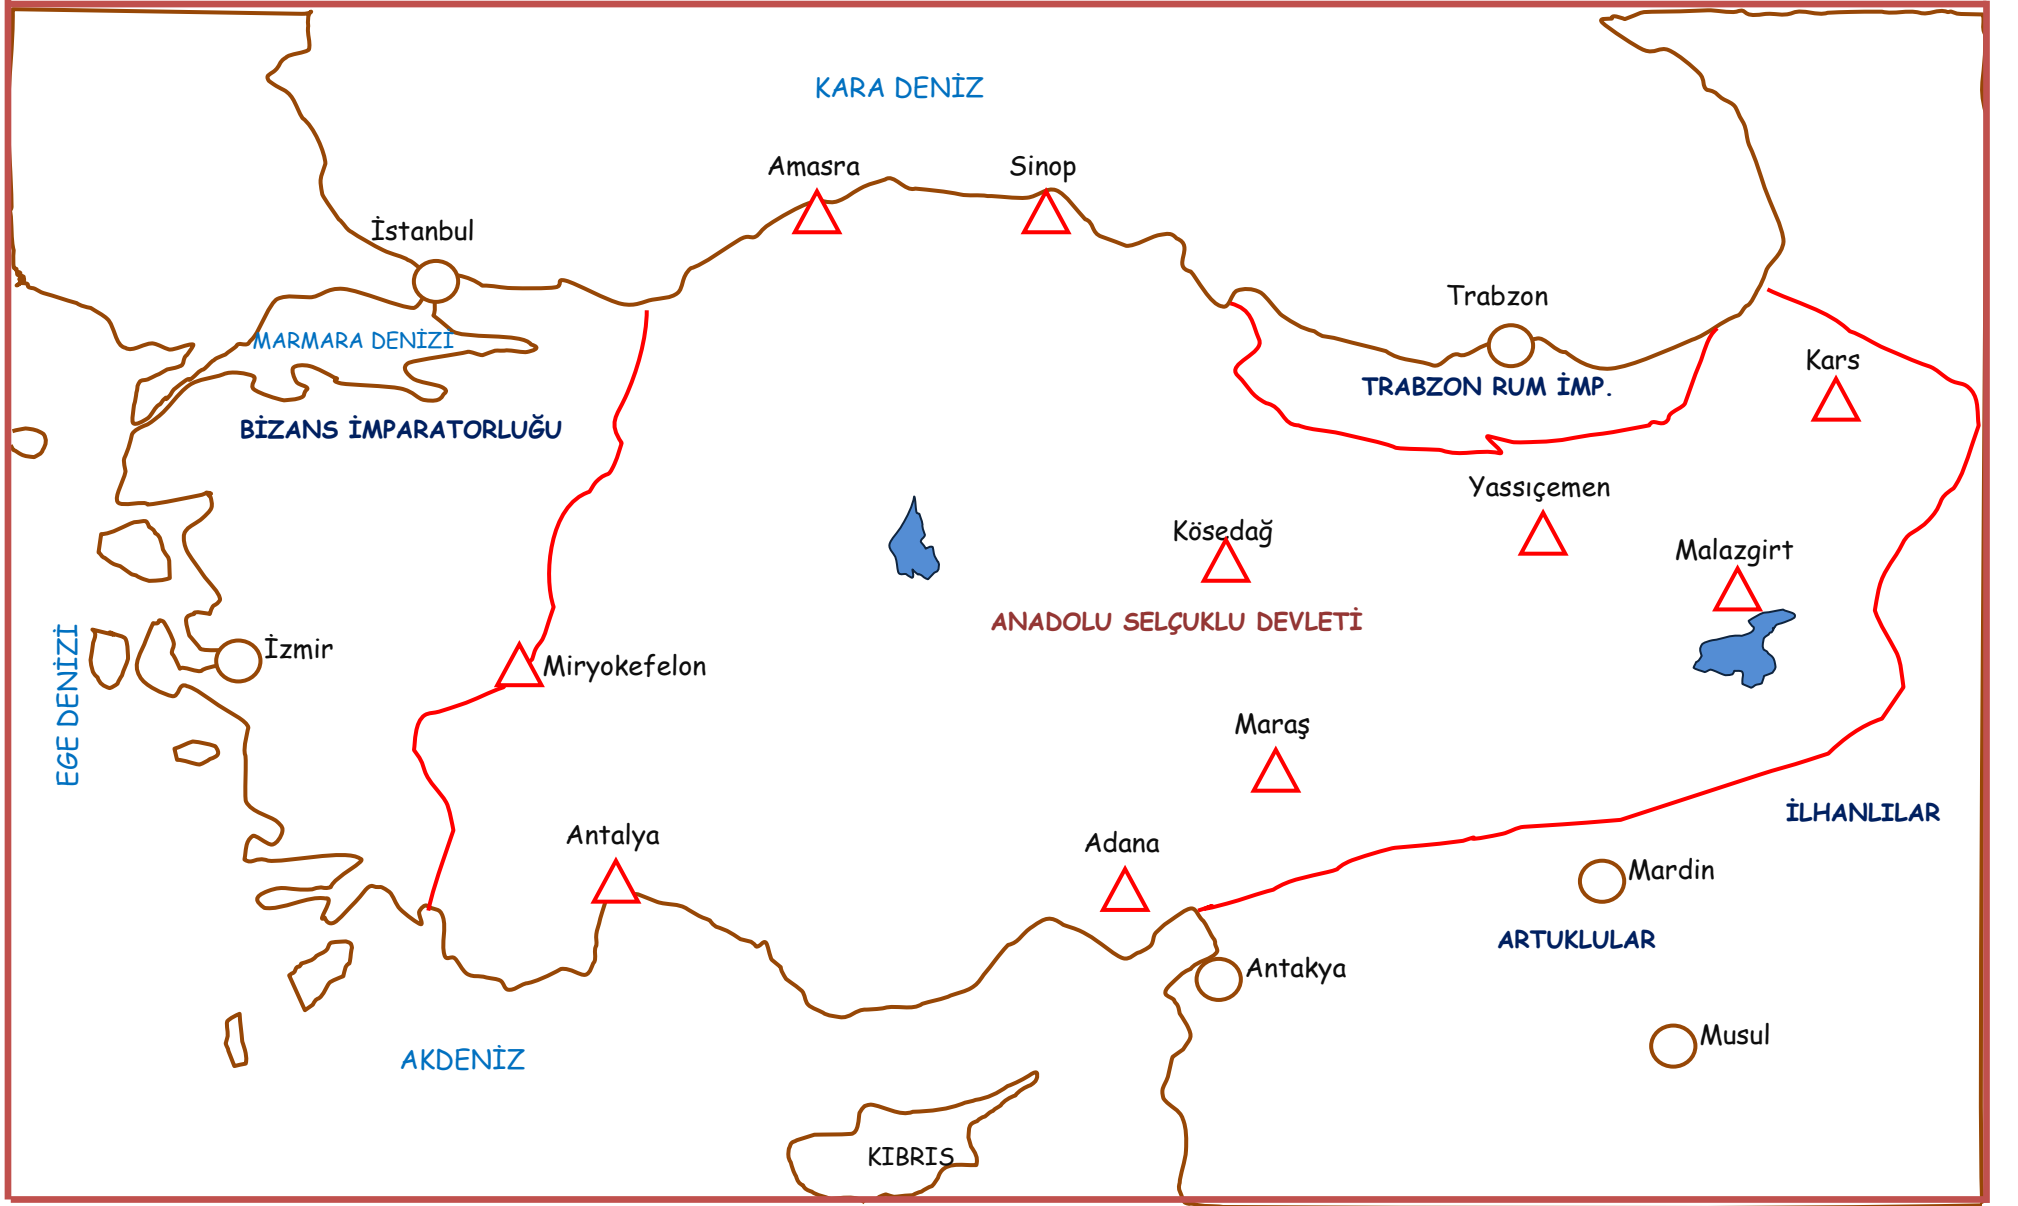 KARA DENİZ
Amasra
Sinop
İstanbul
Trabzon
MARMARA DENİZİ
Kars
TRABZON RUM İMP.
BİZANS İMPARATORLUĞU
Yassıçemen
Kösedağ
Malazgirt
ANADOLU SELÇUKLU DEVLETİ
İzmir
Miryokefelon
EGE DENİZİ
Maraş
İLHANLILAR
Antalya
Adana
Mardin
ARTUKLULAR
Antakya
Musul
AKDENİZ
KIBRIS